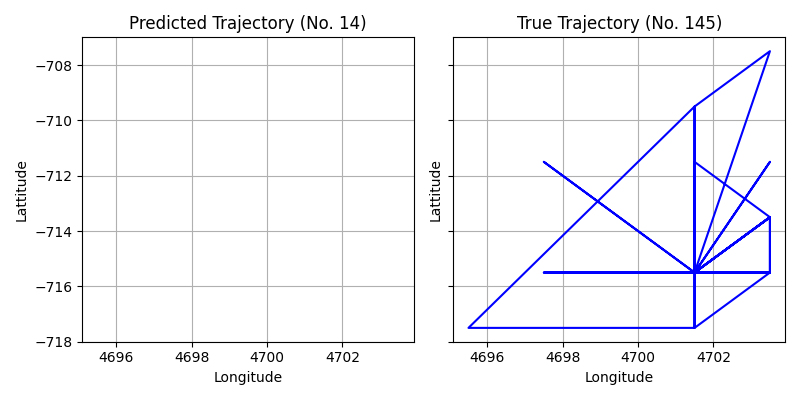 Predicted Trajectory (No. 14)
True Trajectory (No. 145)
−708
−710
−712
−714
−716
−718
Lattitude
4696
4698
4700
4702
Longitude
Lattitude
4696
4698
4700
4702
Longitude